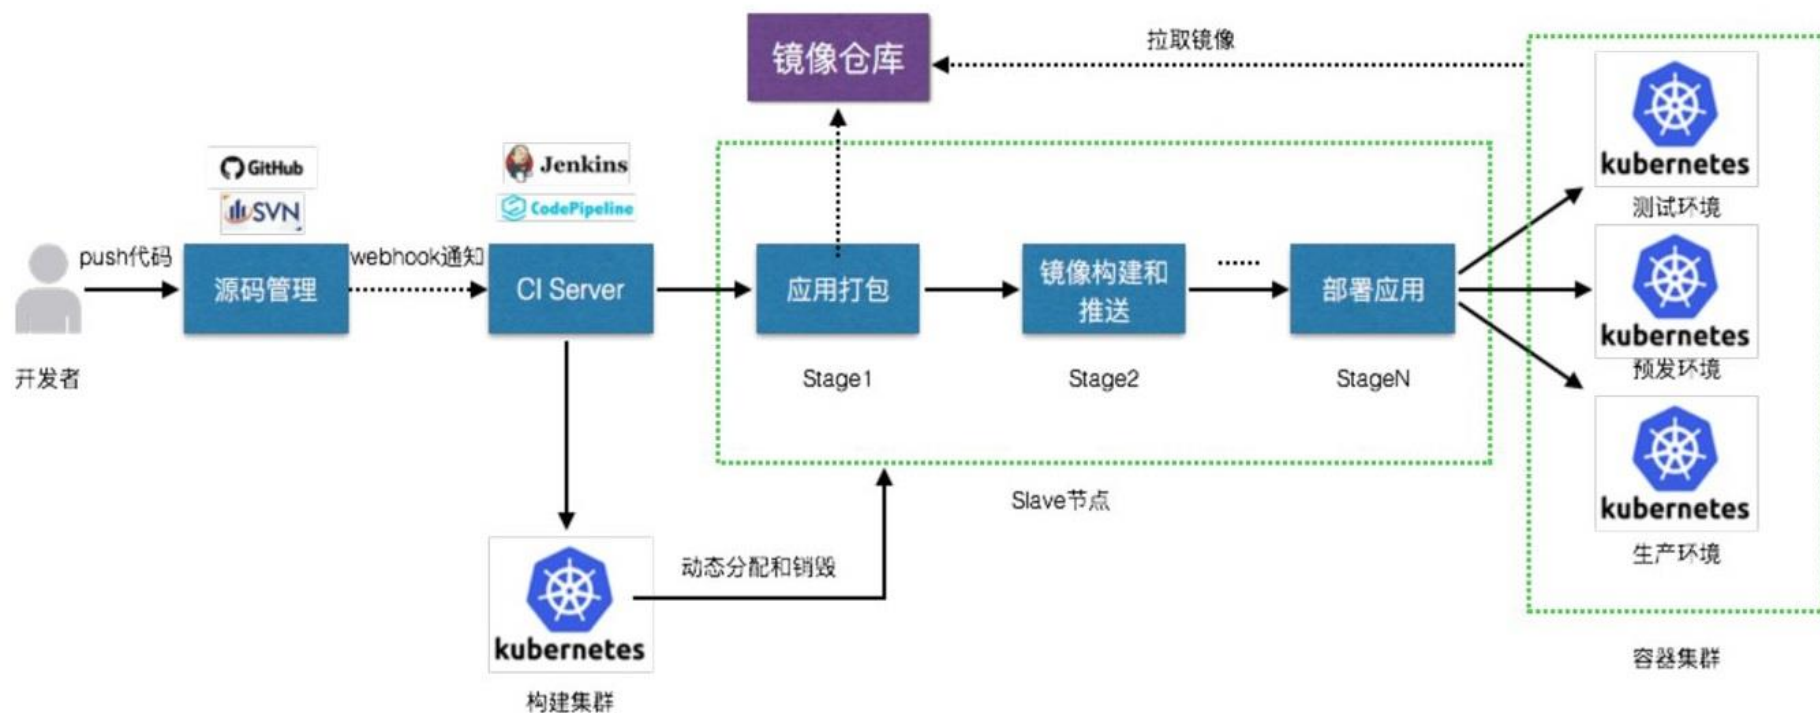 镜像仓库
拉取镜像
GitHub
SVN
Jenkins
CodePipeline
kubernetes
测试环境
push代码
源码管理
webhook通知
CI Server
应用打包
镜像构建和
推送
······
部署应用
kubernetes
预发环境
开发者
Stage1
Stage2
StageN
kubernetes
生产环境
Slave节点
动态分配和销毁
kubernetes
构建集群
容器集群